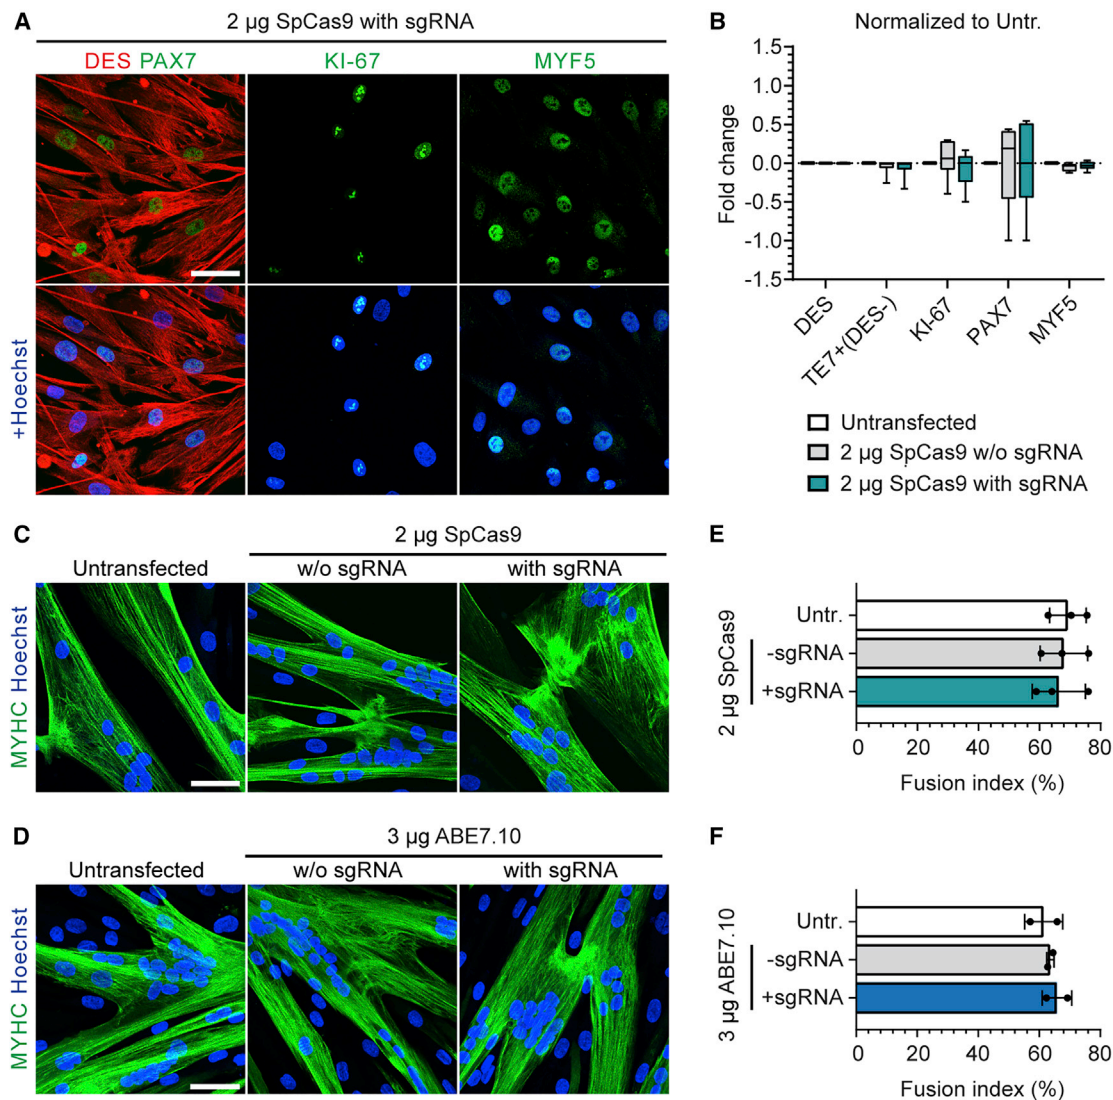 A
2 µg SpCas9 with sgRNA
DES PAX7
KI-67
MYF5
+Hoechst
B
Normalized to Untr.
Fold change
1.5
1.0
0.5
0.0
-0.5
-1.0
-1.5
DES
TE7+(DES-)
KI-67
PAX7
MYF5
Untransfected
2 µg SpCas9 w/o sgRNA
2 µg SpCas9 with sgRNA
C
2 µg SpCas9
Untransfected
w/o sgRNA
with sgRNA
MYHC Hoechst
E
2 µg SpCas9
Untr.
-sgRNA
+sgRNA
0 20 40 60 80 100
Fusion index (%)
D
3 µg ABE7.10
Untransfected
w/o sgRNA
with sgRNA
MYHC Hoechst
F
3 µg ABE7.10
Untr.
-sgRNA
+sgRNA
0 20 40 60 80 100
Fusion index (%)